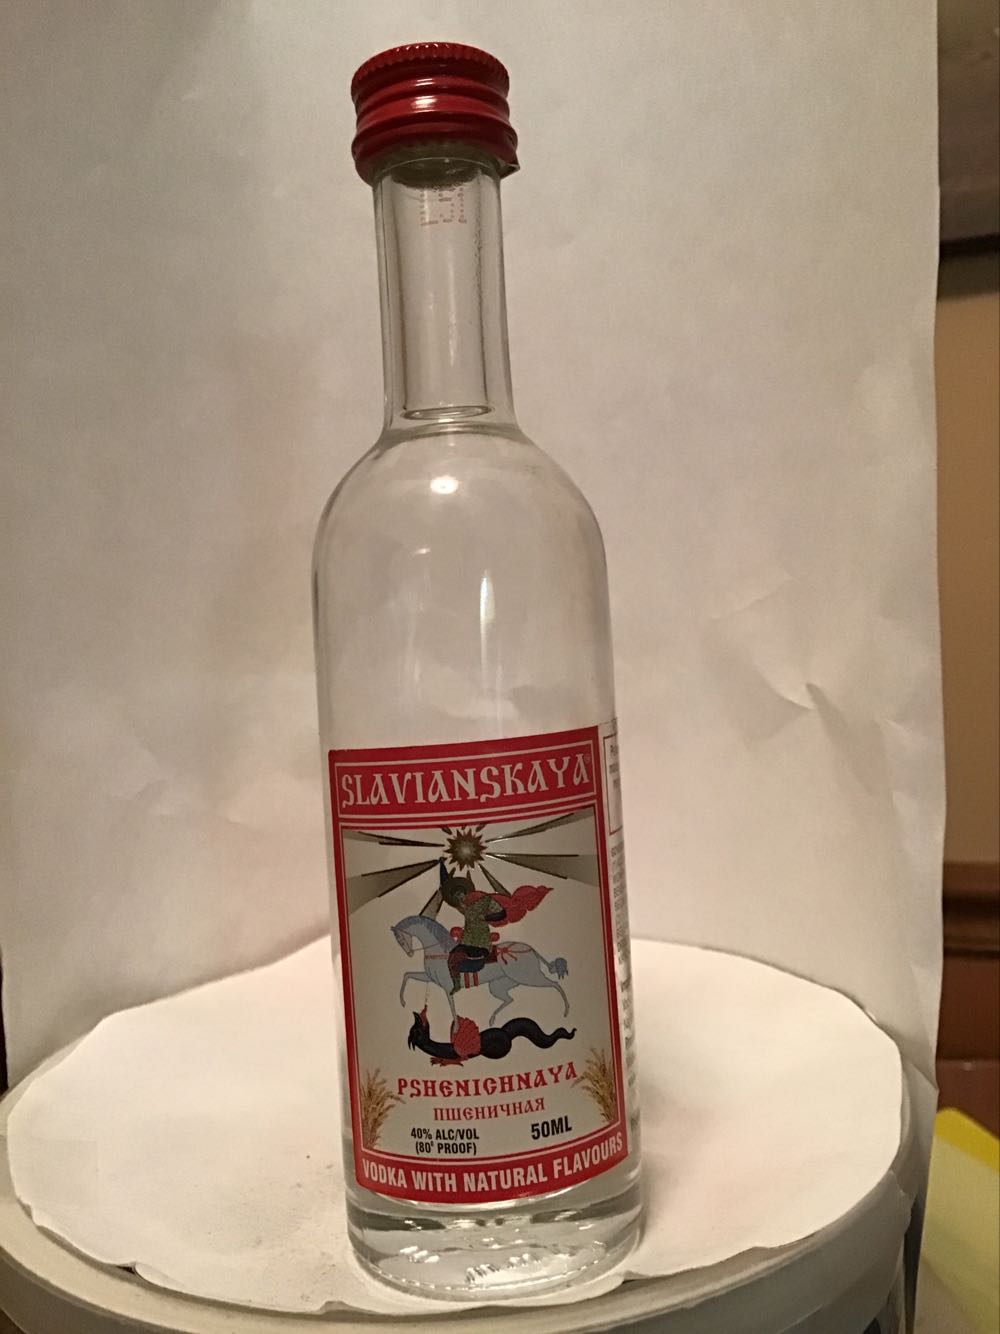 SLAVIANSKAYA
PSHENICHNAYA
ПШЕНИЧНАЯ
40% ALC/VOL
(80° PROOF)
50ML
VODKA WITH NATURAL FLAVOURS